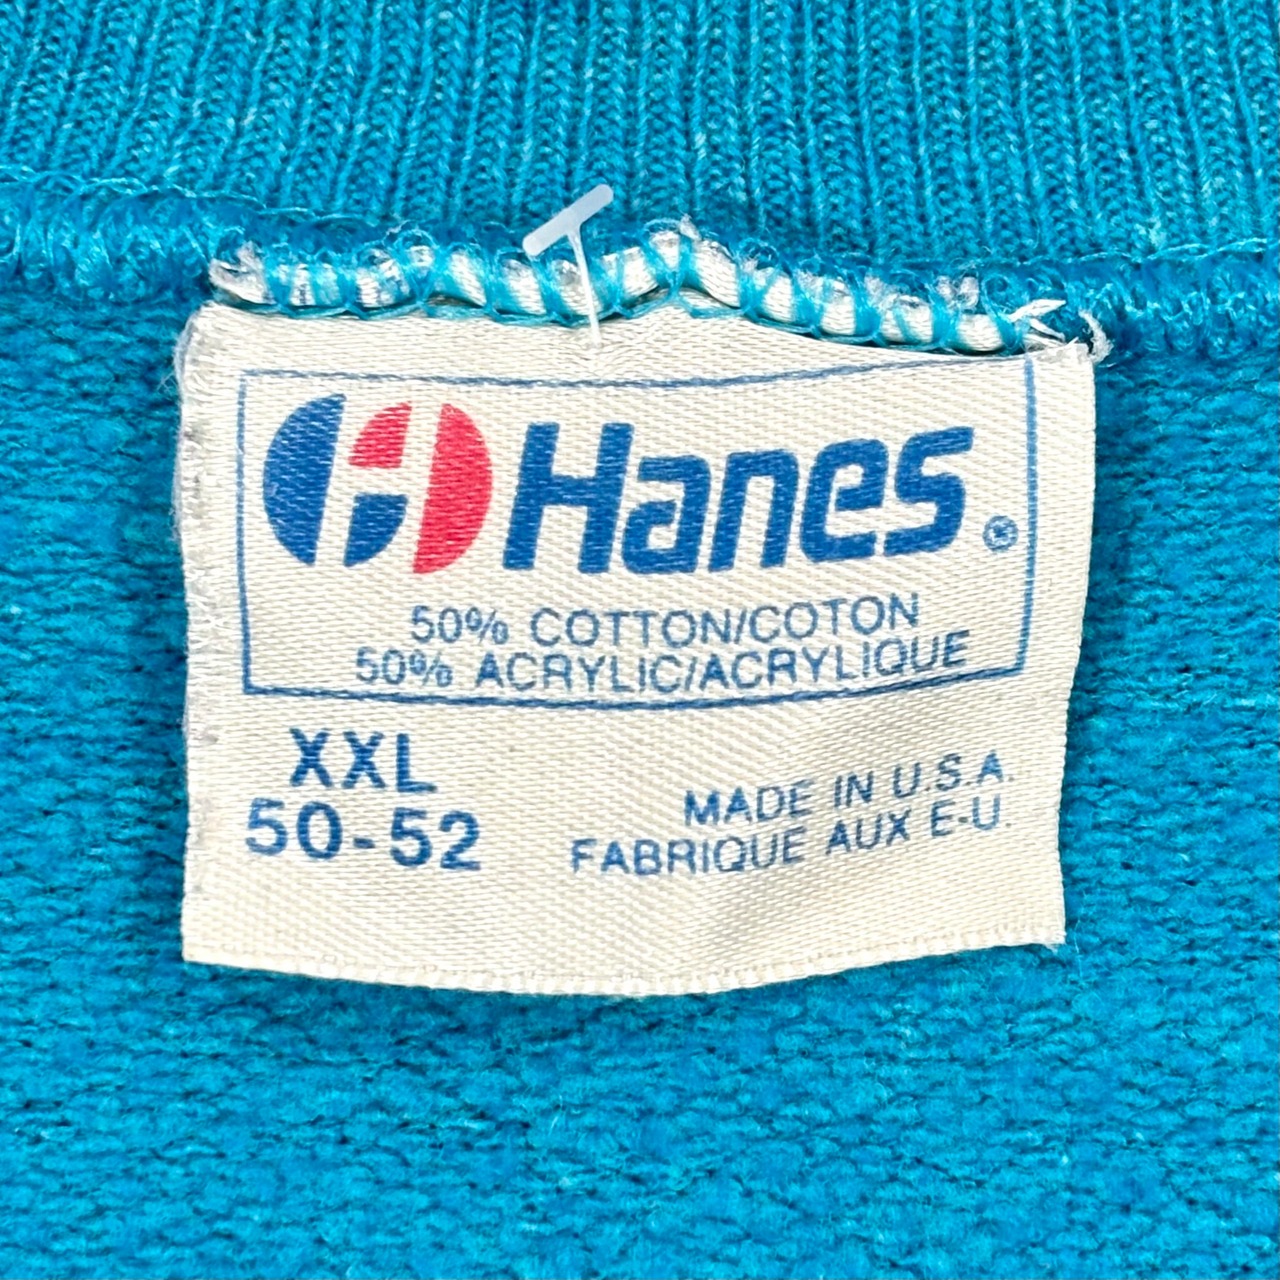 Hanes®
50% COTTON/COTON
50% ACRYLIC/ACRYLIQUE
XXL
50-52
MADE IN U.S.A.
FABRIQUE AUX E-U.